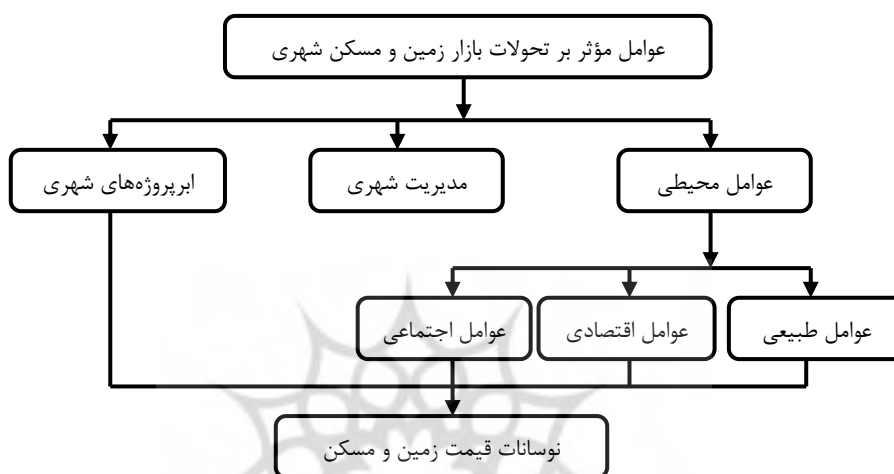 عوامل مؤثر بر تحولات بازار زمین و مسکن شهری
عوامل محیطی
مدیریت شهری
ابرپروژه‌های شهری
عوامل طبیعی
عوامل اقتصادی
عوامل اجتماعی
نوسانات قیمت زمین و مسکن